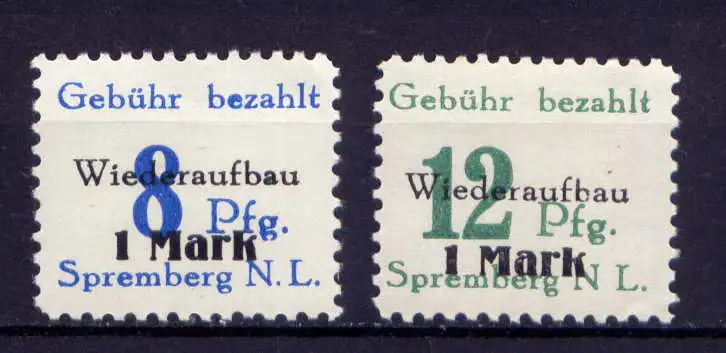 Gebühr bezahlt
Wiederaufbau
8 Pfg.
1 Mark
Spremberg N.L.
Gebühr bezahlt
Wiederaufbau
12 Pfg.
1 Mark
Spremberg N L.